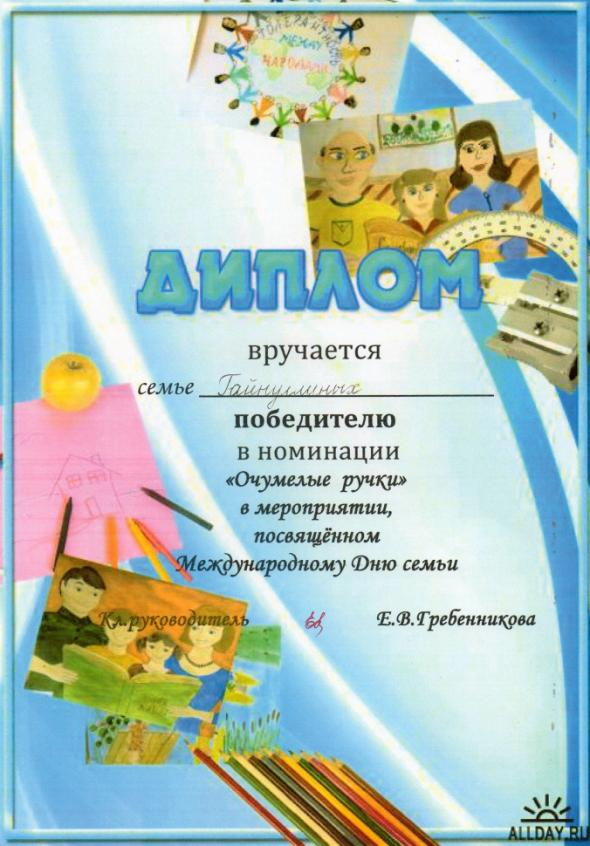 ТОЛЕРАНТНОСТЬ
МЕЖДУ
НАРОДАМИ
ДИПЛОМ
вручается
семье Гайнуллиных
победителю
в номинации
«Очумелые ручки»
в мероприятии,
посвящённом
Международному Дню семьи
Кл.руководитель Е.В.Гребенникова
ALLDAY.RU